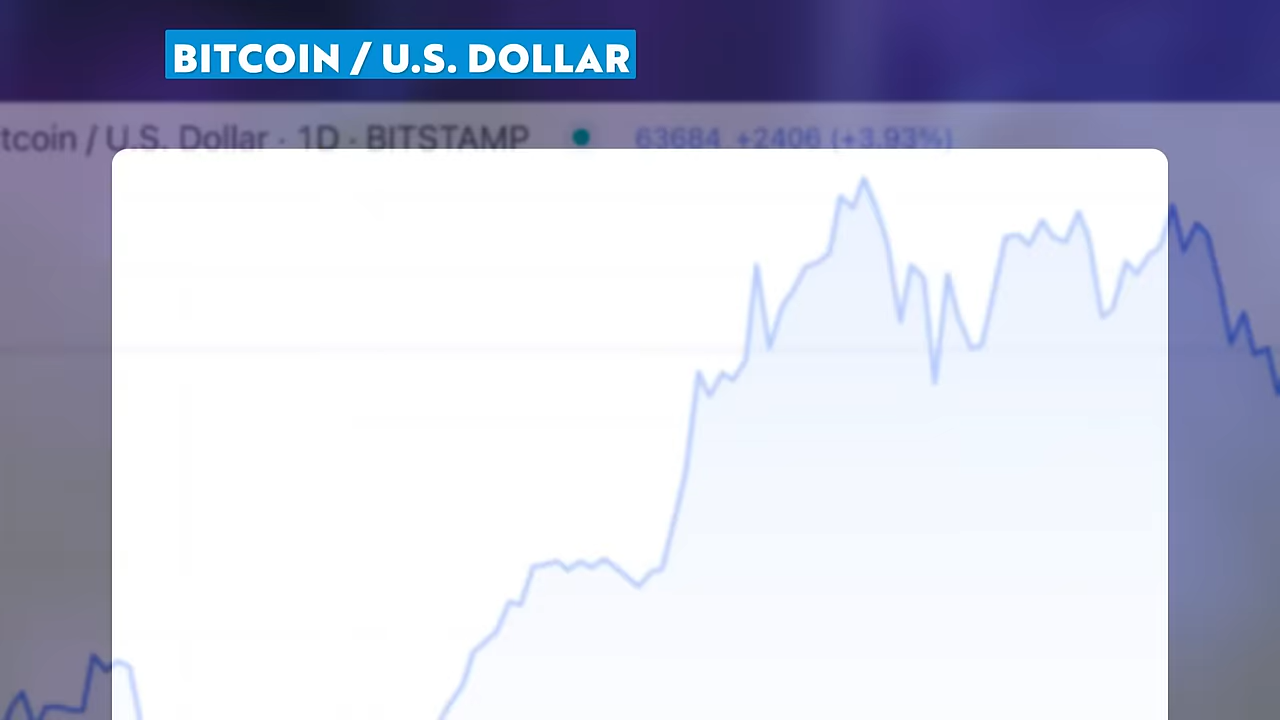 BITCOIN / U.S. DOLLAR
tcoin / U.S. Dollar · 1D · BITSTAMP 63684 +2406 (+3.93%)